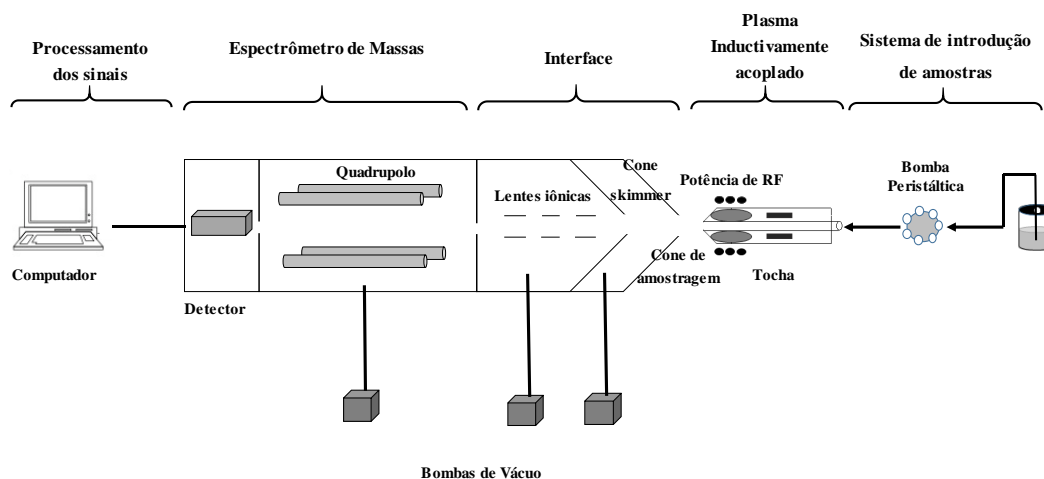 Processamento
dos sinais
Espectrômetro de Massas
Interface
Plasma
Inductivamente
acoplado
Sistema de introdução
de amostras
Quadrupolo
Lentes iônicas
Cone
skimmer
Potência de RF
Bomba
Peristáltica
Computador
Cone de
amostragem
Tocha
Detector
Bombas de Vácuo